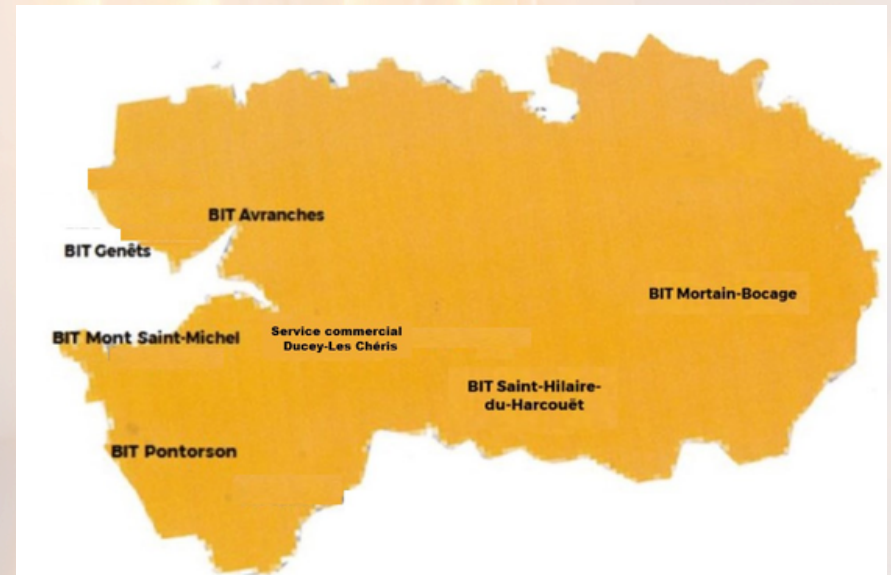 BIT Avranches
BIT Genêts
BIT Mortain-Bocage
BIT Mont Saint-Michel
Service commercial
Ducey-Les Chéris
BIT Saint-Hilaire-
du-Harcouët
BIT Pontorson